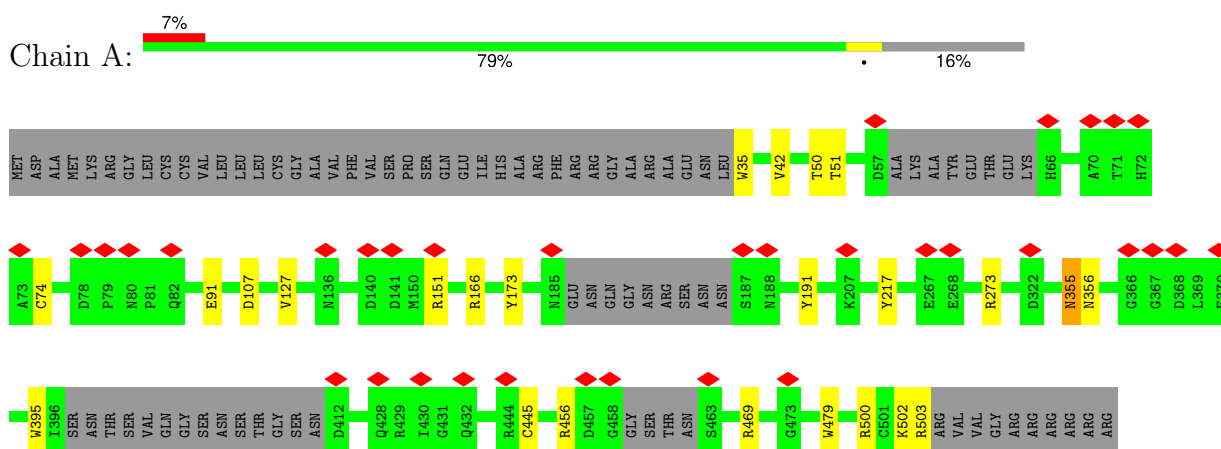 7%
Chain A:
79%
•
16%
MET ASP ALA MET LYS ARG GLY LEU CYS CYS VAL LEU LEU LEU CYS GLY ALA VAL PHE VAL SER PRO SER GLN GLU ILE HIS ALA ARG PHE ARG ARG GLY ALA ARG ALA GLU ASN LEU W35 V42 T50 T51 D57 ALA LYS ALA TYR GLU THR GLU LYS H66 A70 T71 H72
A73 C74 D78 P79 N80 P81 Q82 E91 D107 V127 N136 D140 D141 M150 R151 R166 Y173 N185 GLU ASN GLN GLY ASN ARG SER ASN ASN S187 N188 Y191 K207 Y217 E267 E268 R273 D322 N355 N356 G366 G367 D368 L369
W395 I396 SER ASN THR SER VAL GLN GLY SER ASN SER THR GLY SER ASN D412 Q428 R429 I430 G431 Q432 R444 C445 R456 D457 G458 GLY SER THR ASN S463 R469 G473 W479 R500 C501 K502 R503 ARG VAL VAL GLY ARG ARG ARG ARG ARG ARG